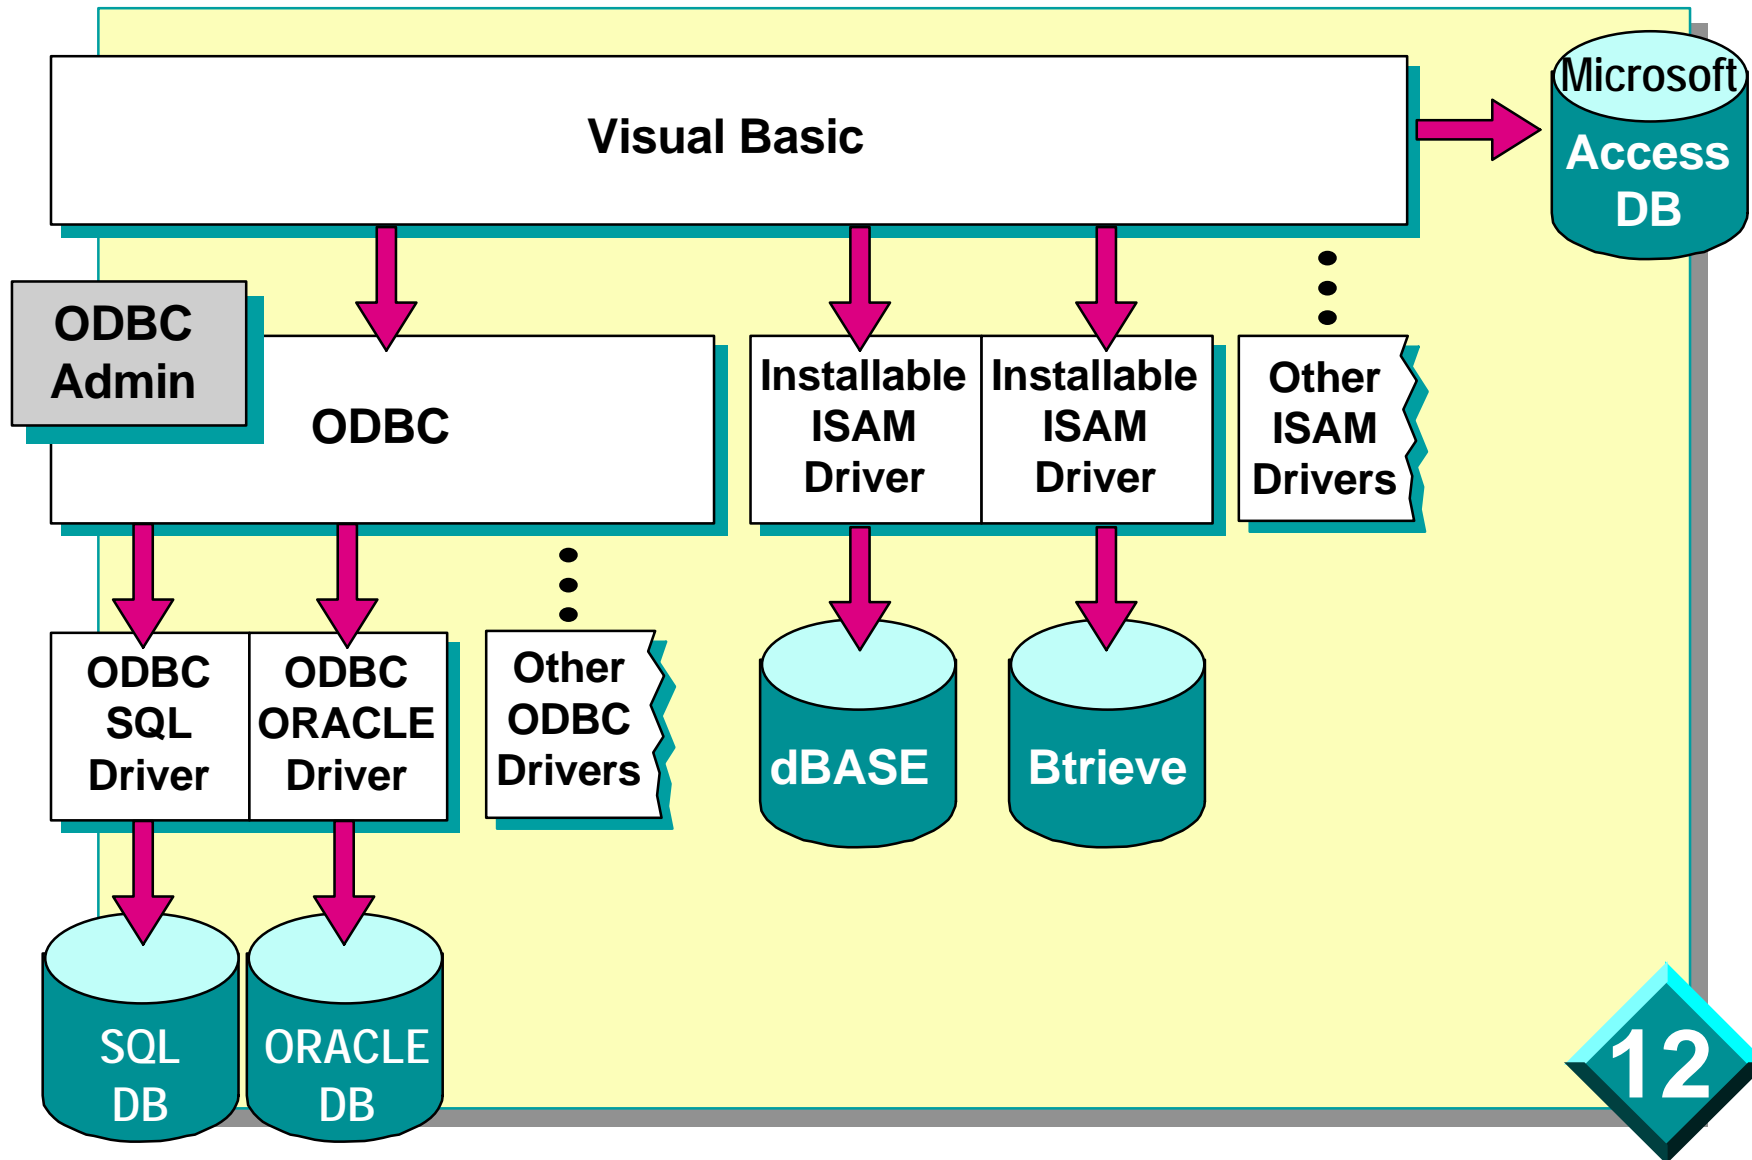 Visual Basic
Microsoft
Access
DB
ODBC
Admin
ODBC
Installable
ISAM
Driver
Installable
ISAM
Driver
Other
ISAM
Drivers
ODBC
SQL
Driver
ODBC
ORACLE
Driver
Other
ODBC
Drivers
dBASE
Btrieve
SQL
DB
ORACLE
DB
12